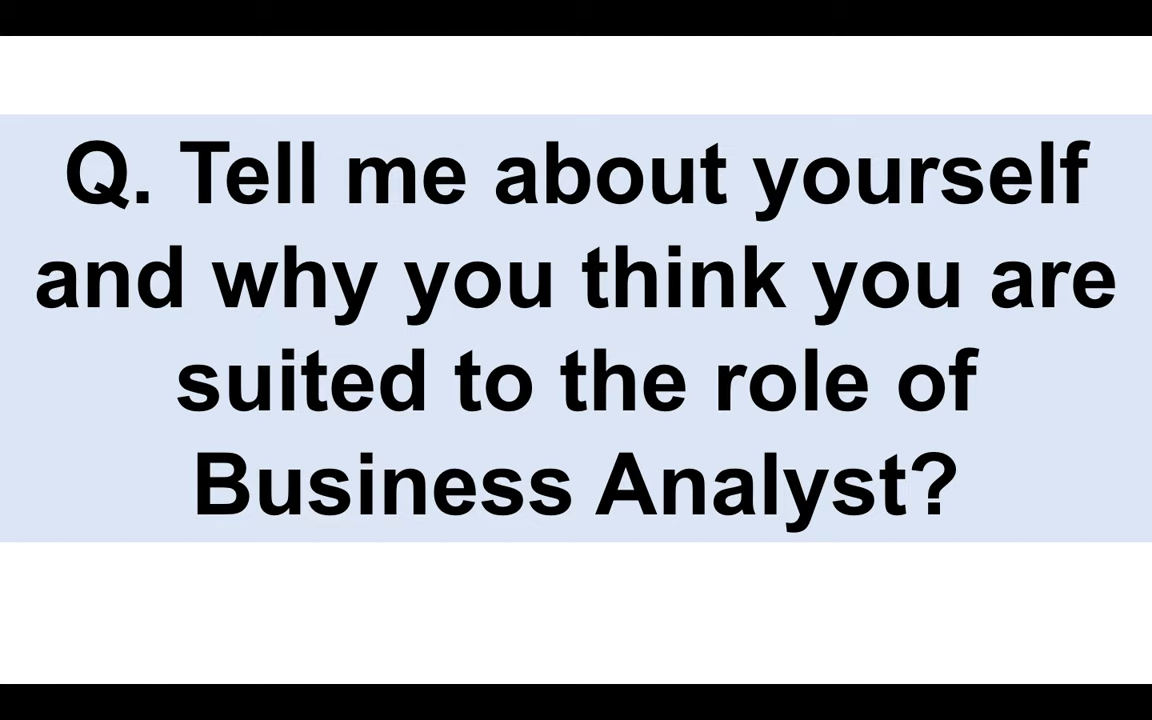 Q. Tell me about yourself
and why you think you are
suited to the role of
Business Analyst?